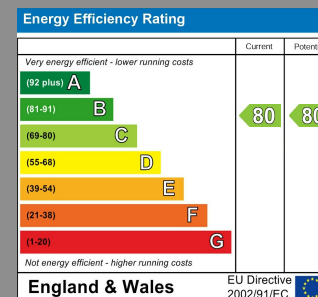 Energy Efficiency Rating
Current
Potent
Very energy efficient - lower running costs
(92 plus) A
(81-91) B
(69-80) C
(55-68) D
(39-54) E
(21-38) F
(1-20) G
80
80
Not energy efficient - higher running costs
England & Wales
EU Directive
2002/91/EC